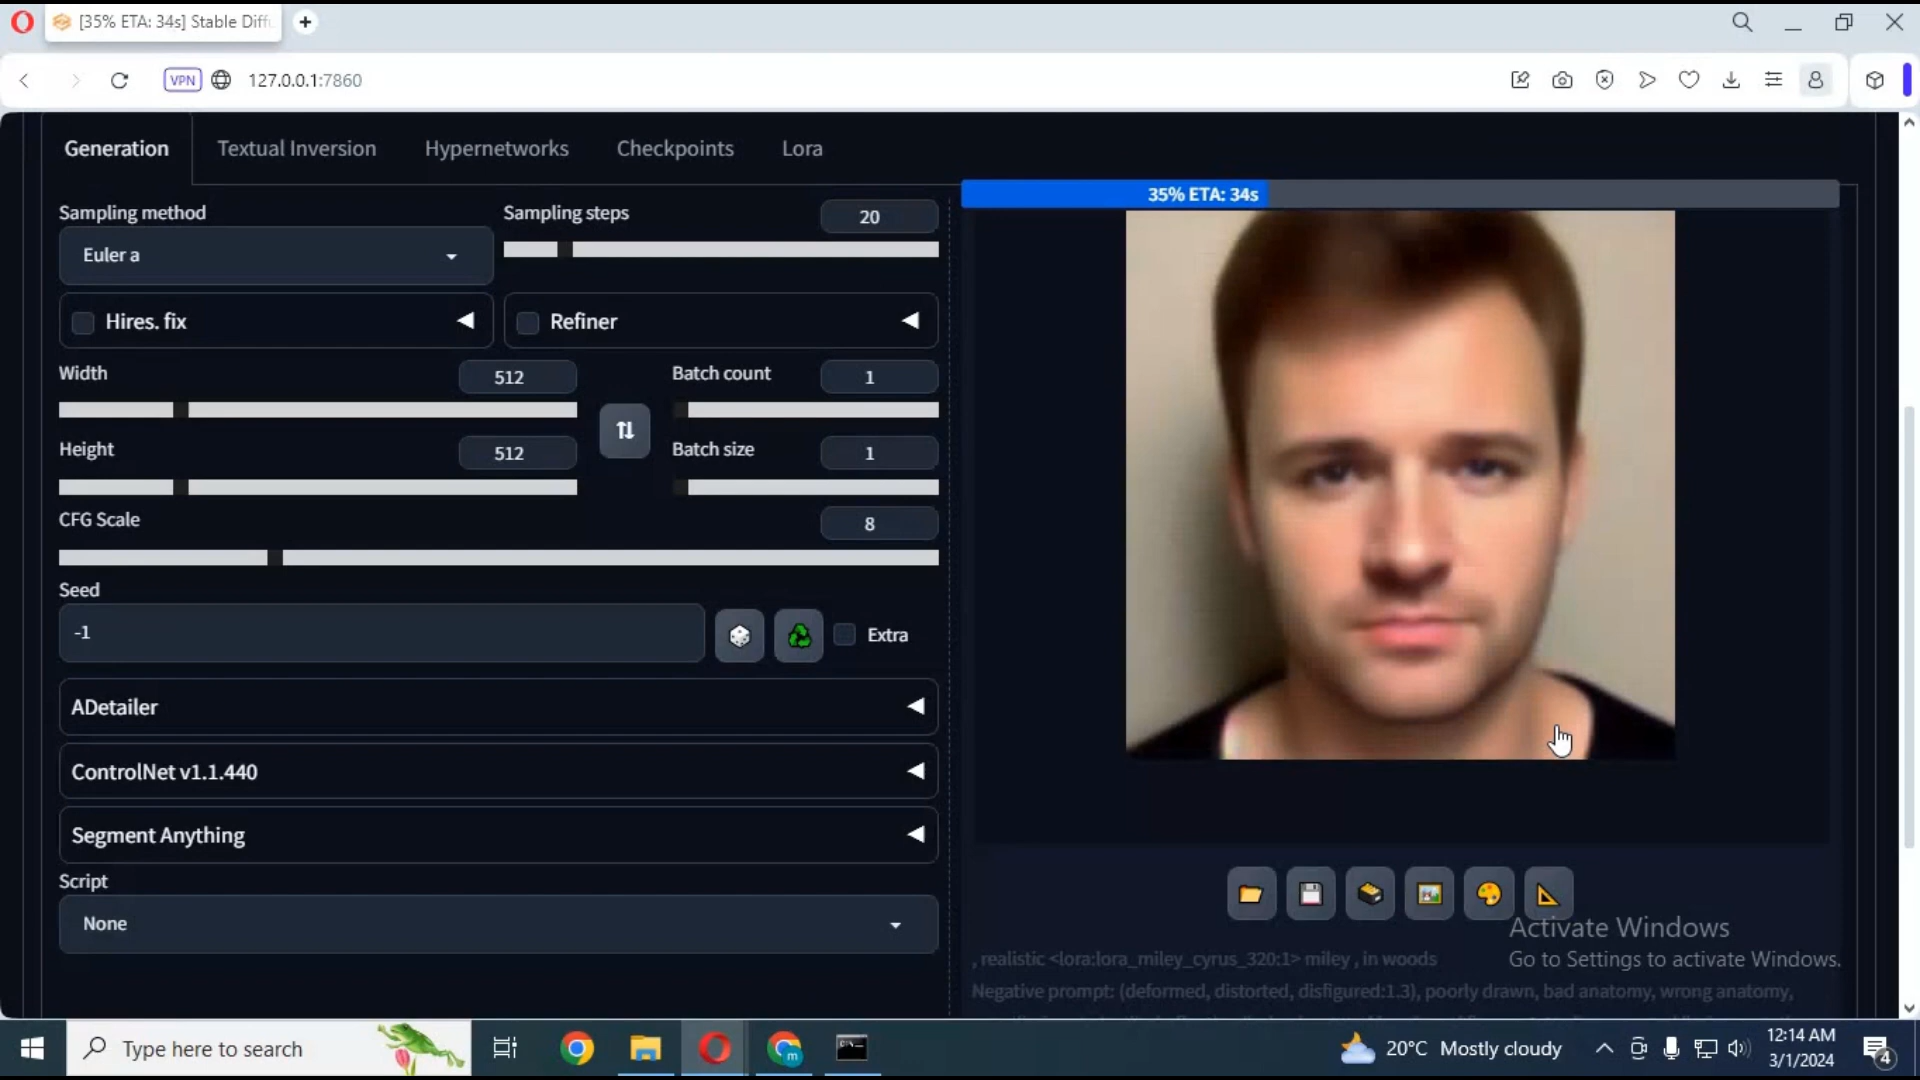 [35% ETA: 34s] Stable Diff
VPN
127.0.0.1:7860
Generation
Textual Inversion
Hypernetworks
Checkpoints
Lora
35% ETA: 34s
Sampling method
Sampling steps
20
Euler a
Hires. fix
Refiner
Width
512
Batch count
1
Height
512
Batch size
1
CFG Scale
8
Seed
-1
Extra
ADetailer
ControlNet v1.1.440
Segment Anything
Script
None
Activate Windows
, realistic <lora:lora_miley_cyrus_320:1> miley , in woods
Go to Settings to activate Windows.
Negative prompt: (deformed, distorted, disfigured:1.3), poorly drawn, bad anatomy, wrong anatomy,
Type here to search
m
20°C Mostly cloudy
12:14 AM
3/1/2024
4